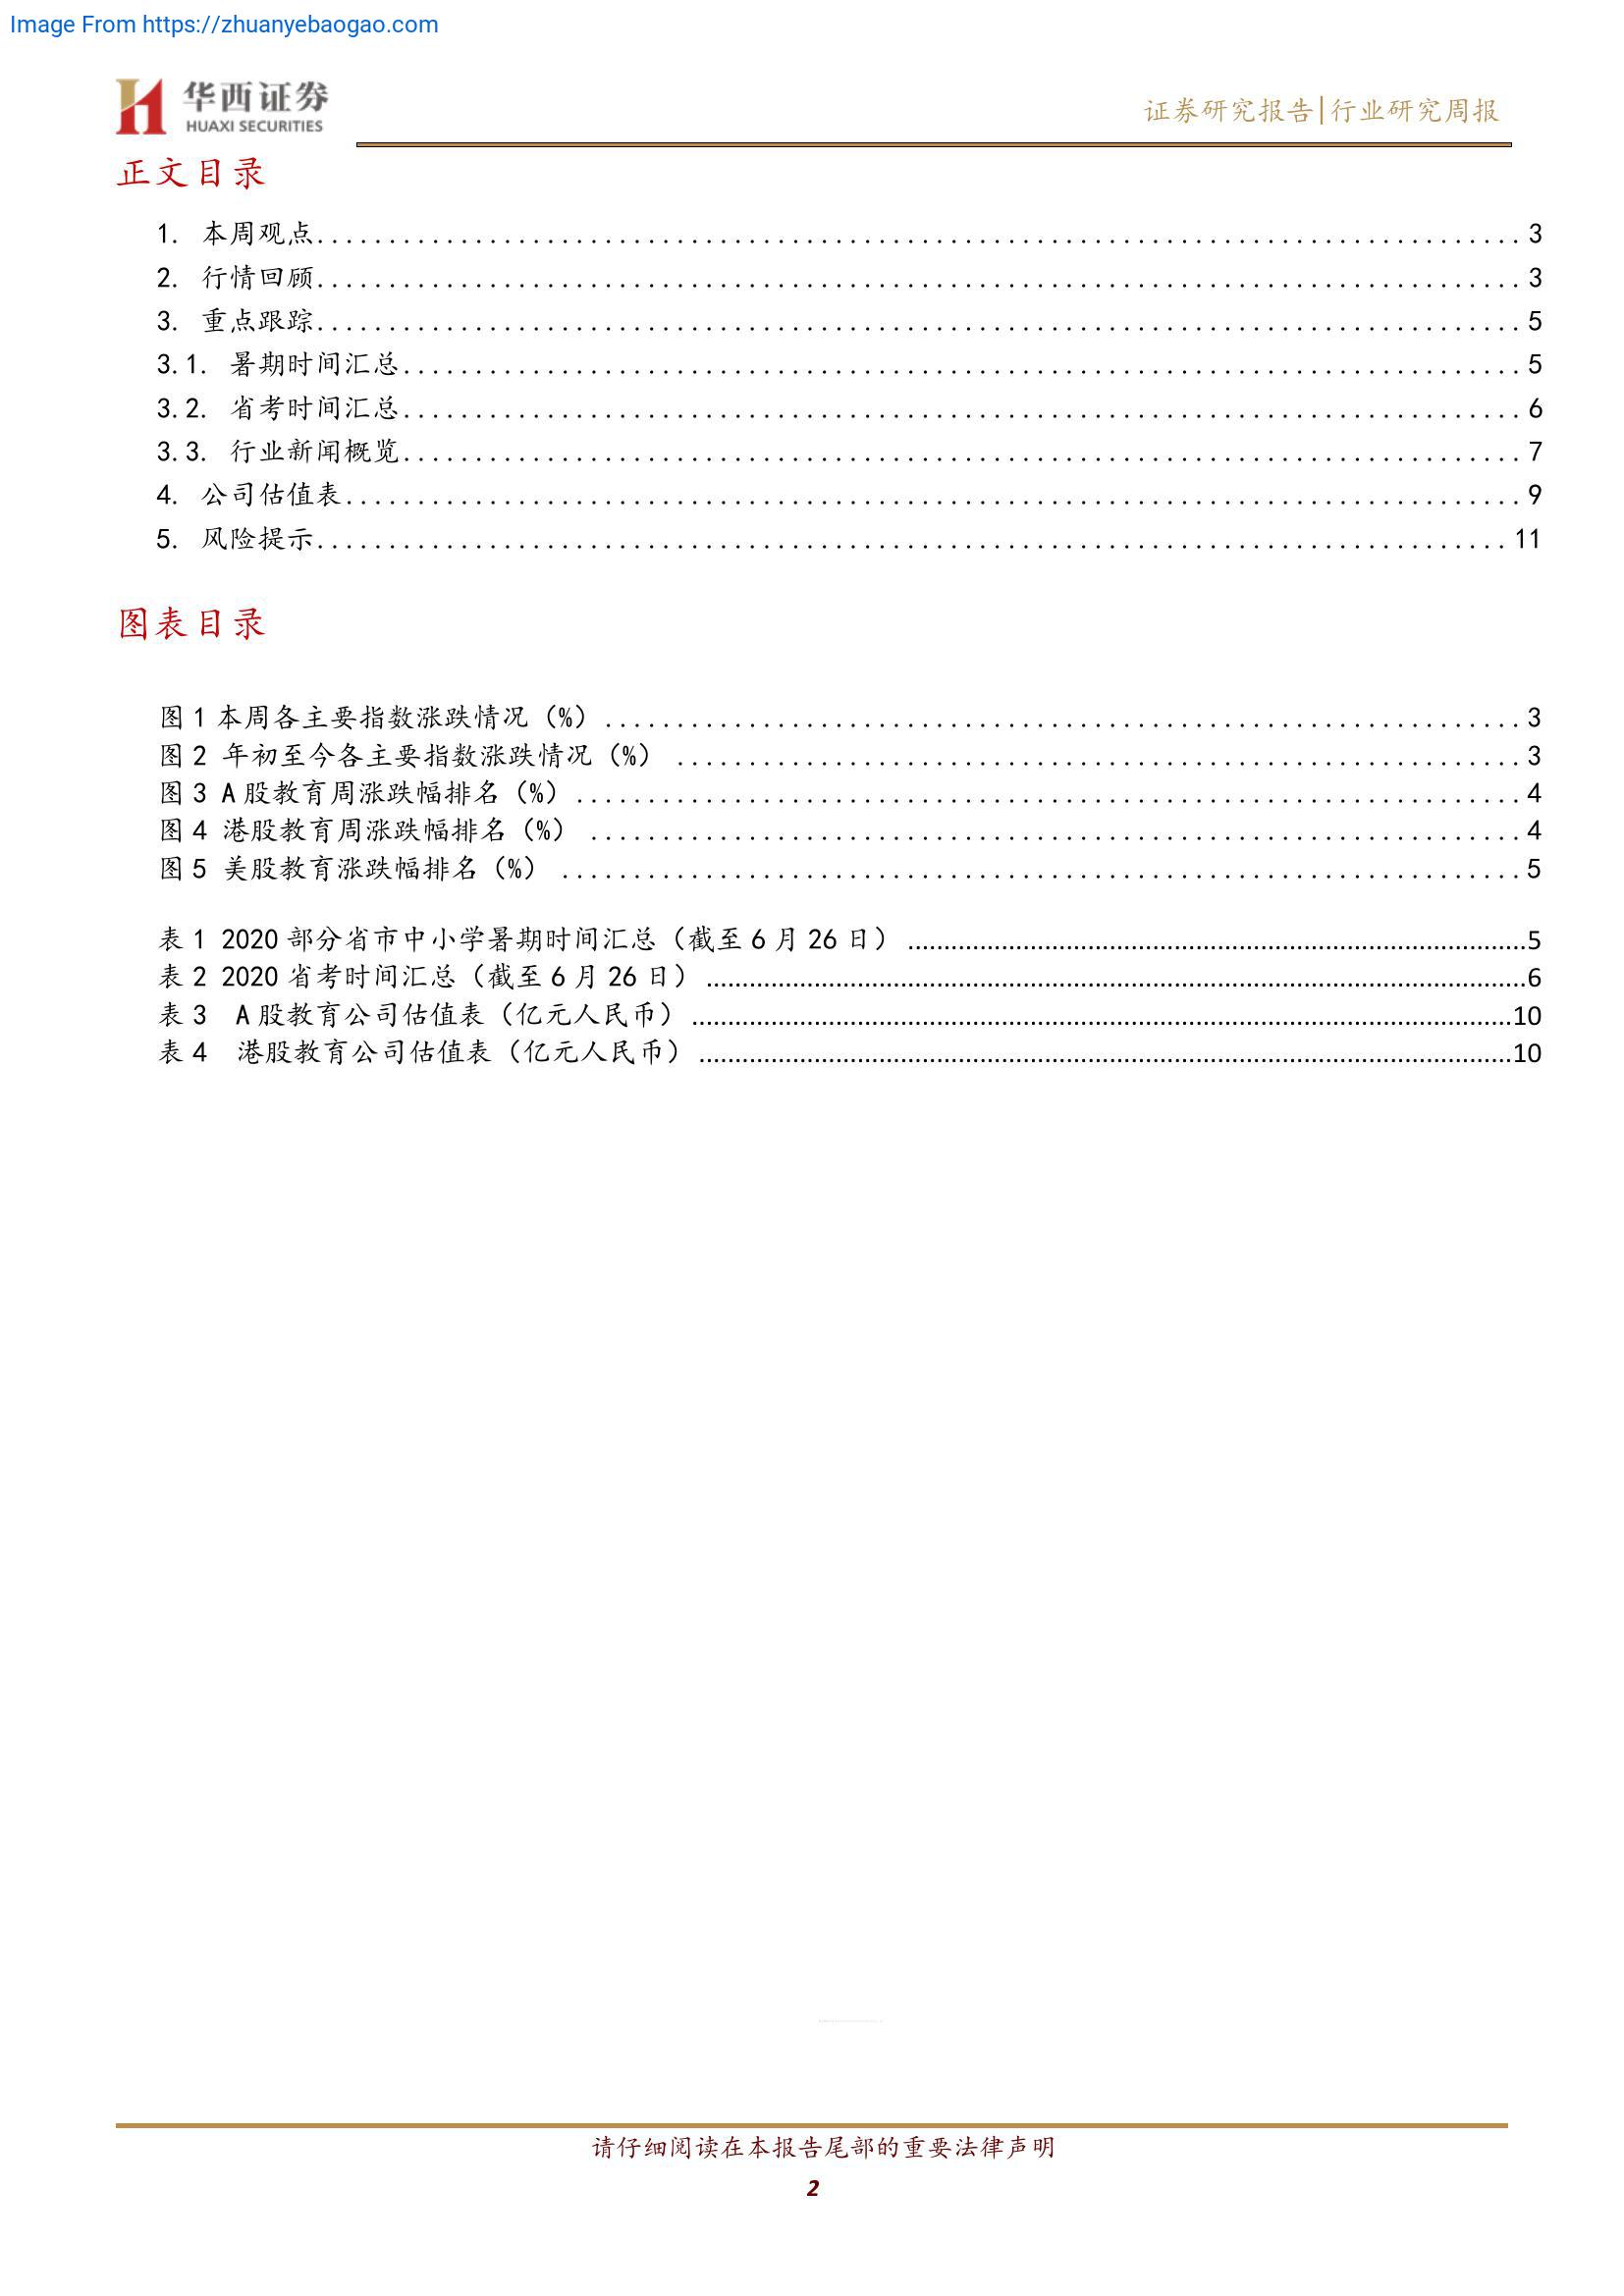 Image From https://zhuanyebaogao.com
华西证券
HUAXI SECURITIES
证券研究报告|行业研究周报
正文目录
1. 本周观点 3
2. 行情回顾 3
3. 重点跟踪 5
3.1. 暑期时间汇总 5
3.2. 省考时间汇总 6
3.3. 行业新闻概览 7
4. 公司估值表 9
5. 风险提示 11
图表目录
图 1 本周各主要指数涨跌情况（%） 3
图 2 年初至今各主要指数涨跌情况（%） 3
图 3 A 股教育周涨跌幅排名（%） 4
图 4 港股教育周涨跌幅排名（%） 4
图 5 美股教育涨跌幅排名（%） 5
表 1 2020 部分省市中小学暑期时间汇总（截至 6 月 26 日） 5
表 2 2020 省考时间汇总（截至 6 月 26 日） 6
表 3 A 股教育公司估值表（亿元人民币） 10
表 4 港股教育公司估值表（亿元人民币） 10
请仔细阅读在本报告尾部的重要法律声明
2